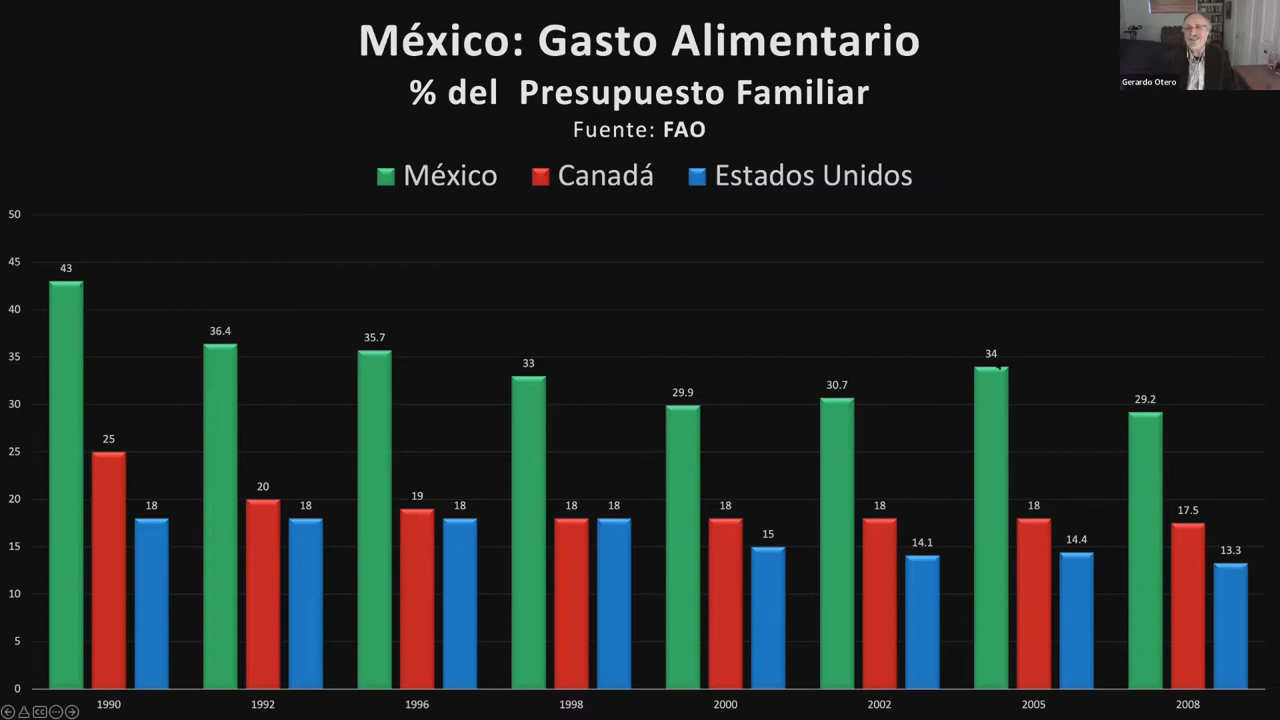 México: Gasto Alimentario
% del Presupuesto Familiar
Fuente: FAO
Gerardo Otero
México Canadá Estados Unidos
50
45
40
35
30
25
20
15
10
5
0
43 25 18
36.4 20 18
35.7 19 18
33 18 18
29.9 18 15
30.7 18 14.1
34 18 14.4
29.2 17.5 13.3
1990 1992 1996 1998 2000 2002 2005 2008
CC